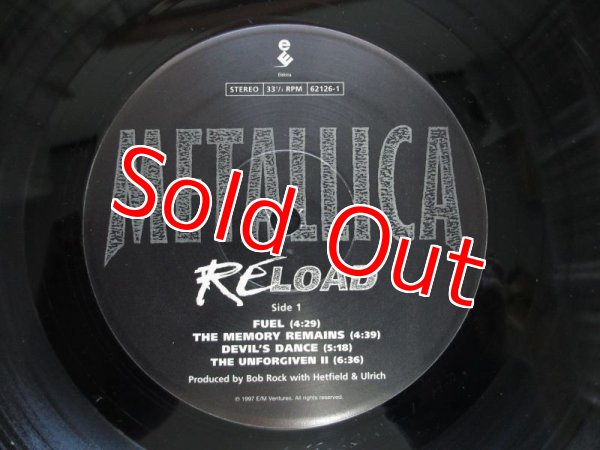 Elektra
STEREO 33⅓ RPM 62126-1
METALLICA
Sold Out
RELOAD
Side 1
FUEL (4:29)
THE MEMORY REMAINS (4:39)
DEVIL'S DANCE (5:18)
THE UNFORGIVEN II (6:36)
Produced by Bob Rock with Hetfield & Ulrich
℗ 1997 E/M Ventures. All rights reserved.